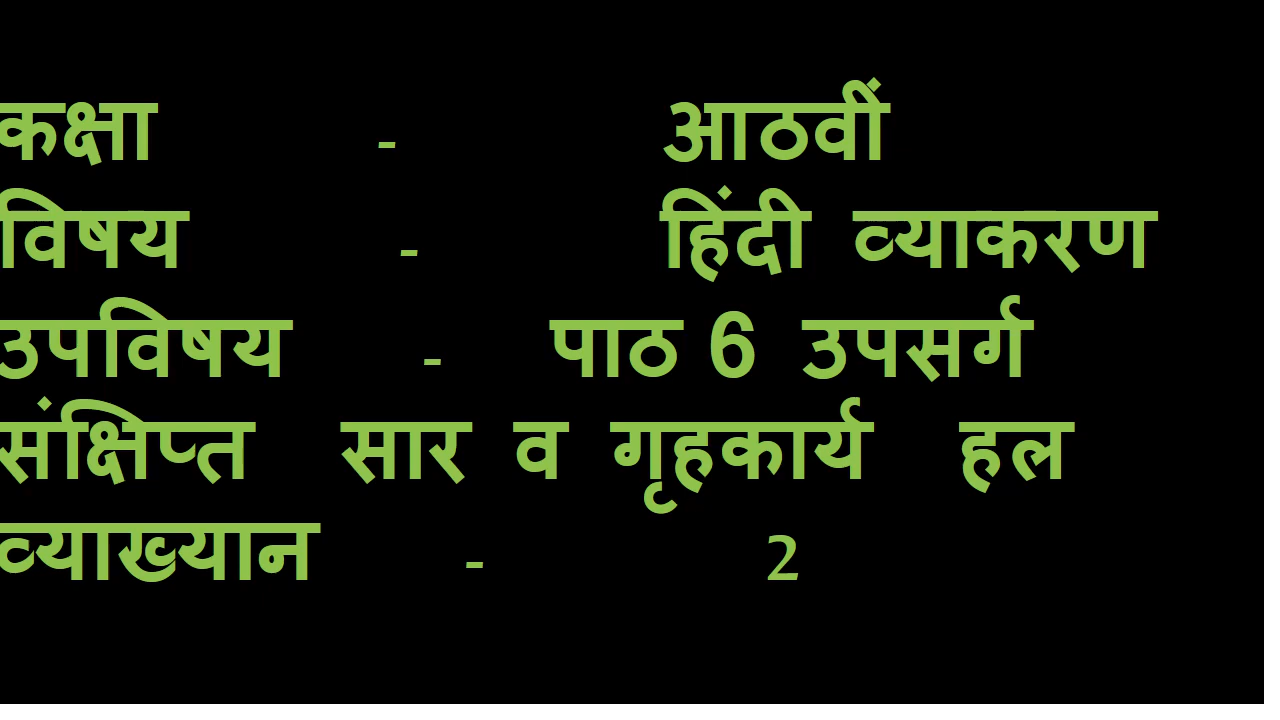 कक्षा - आठवीं
विषय - हिंदी व्याकरण
उपविषय - पाठ 6 उपसर्ग
संक्षिप्त सार व गृहकार्य हल
व्याख्यान - 2